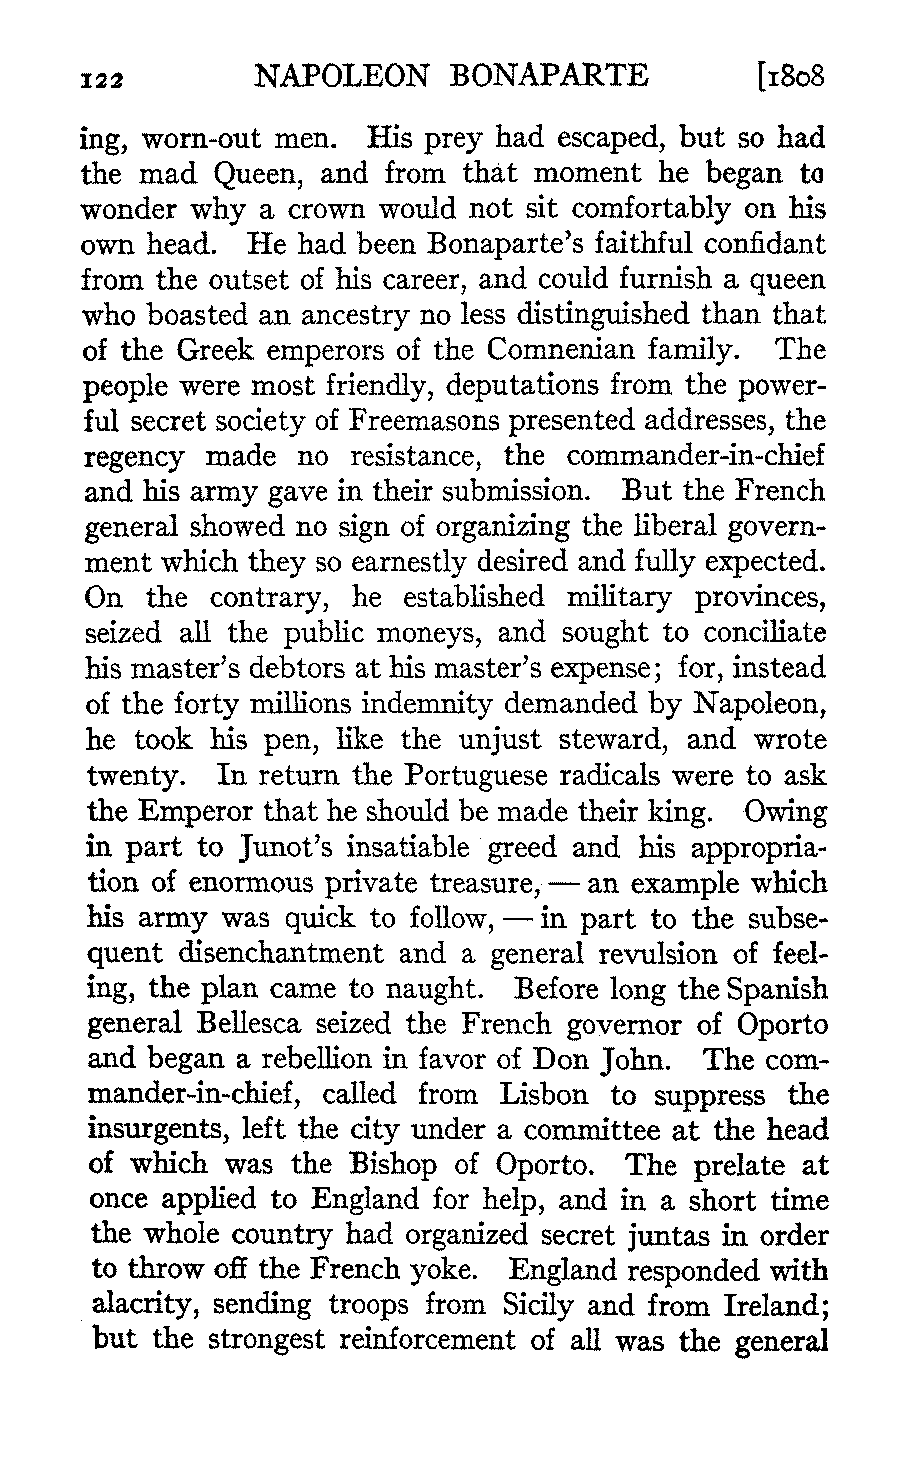 122 NAPOLEON BONAPARTE [1808
ing, worn-out men. His prey had escaped, but so had
the mad Queen, and from that moment he began to
wonder why a crown would not sit comfortably on his
own head. He had been Bonaparte's faithful confidant
from the outset of his career, and could furnish a queen
who boasted an ancestry no less distinguished than that
of the Greek emperors of the Comnenian family. The
people were most friendly, deputations from the power-
ful secret society of Freemasons presented addresses, the
regency made no resistance, the commander-in-chief
and his army gave in their submission. But the French
general showed no sign of organizing the liberal govern-
ment which they so earnestly desired and fully expected.
On the contrary, he established military provinces,
seized all the public moneys, and sought to conciliate
his master's debtors at his master's expense; for, instead
of the forty millions indemnity demanded by Napoleon,
he took his pen, like the unjust steward, and wrote
twenty. In return the Portuguese radicals were to ask
the Emperor that he should be made their king. Owing
in part to Junot's insatiable greed and his appropria-
tion of enormous private treasure, — an example which
his army was quick to follow, — in part to the subse-
quent disenchantment and a general revulsion of feel-
ing, the plan came to naught. Before long the Spanish
general Bellesca seized the French governor of Oporto
and began a rebellion in favor of Don John. The com-
mander-in-chief, called from Lisbon to suppress the
insurgents, left the city under a committee at the head
of which was the Bishop of Oporto. The prelate at
once applied to England for help, and in a short time
the whole country had organized secret juntas in order
to throw off the French yoke. England responded with
alacrity, sending troops from Sicily and from Ireland;
but the strongest reinforcement of all was the general